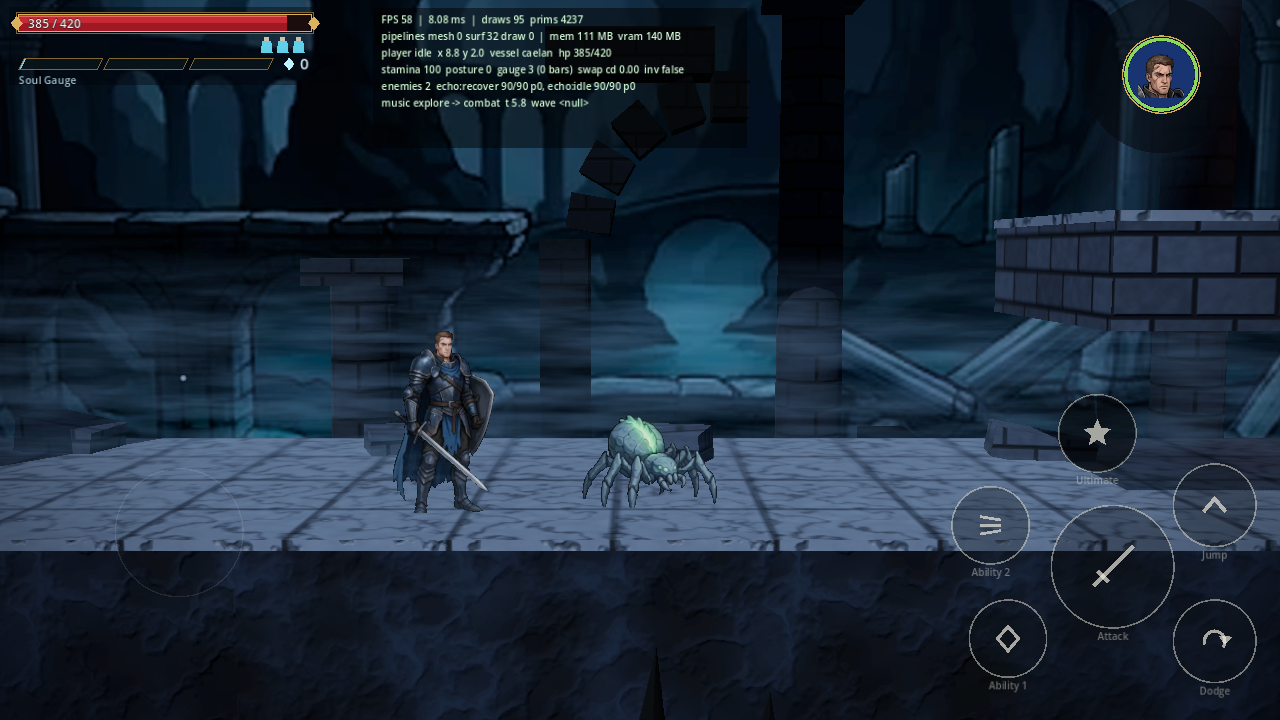 385 / 420
0
Soul Gauge
FPS 58 | 8.08 ms | draws 95 prims 4237
pipelines mesh 0 surf 32 draw 0 | mem 111 MB vram 140 MB
player idle x 8.8 y 2.0 vessel caelan hp 385/420
stamina 100 posture 0 gauge 3 (0 bars) swap cd 0.00 inv false
enemies 2 echo:recover 90/90 p0, echo:idle 90/90 p0
music explore -> combat t 5.8 wave <null>
Ultimate
Ability 2
Jump
Attack
Ability 1
Dodge